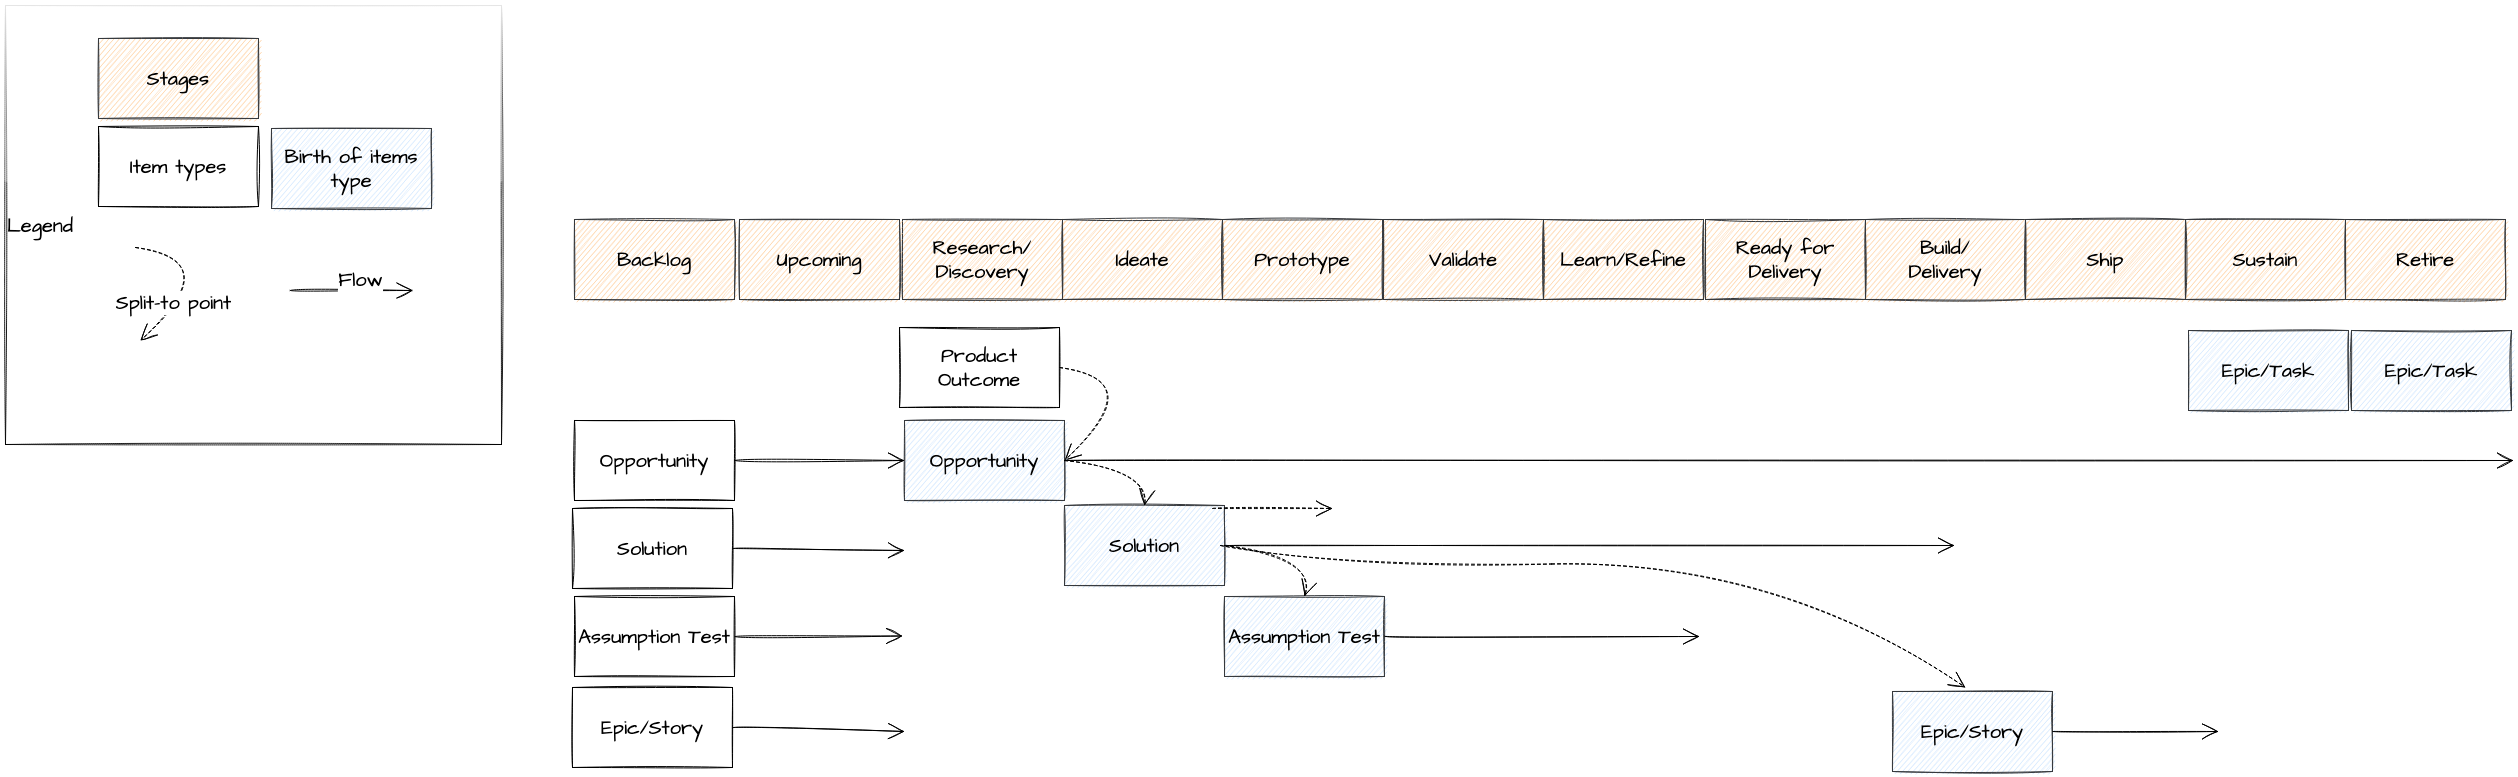 Stages
Item types
Birth of items
type
Legend
Split-to point
Flow
Backlog
Upcoming
Research/
Discovery
Ideate
Prototype
Validate
Learn/Refine
Ready for
Delivery
Build/
Delivery
Ship
Sustain
Retire
Product
Outcome
Epic/Task
Epic/Task
Opportunity
Opportunity
Solution
Solution
Assumption Test
Assumption Test
Epic/Story
Epic/Story